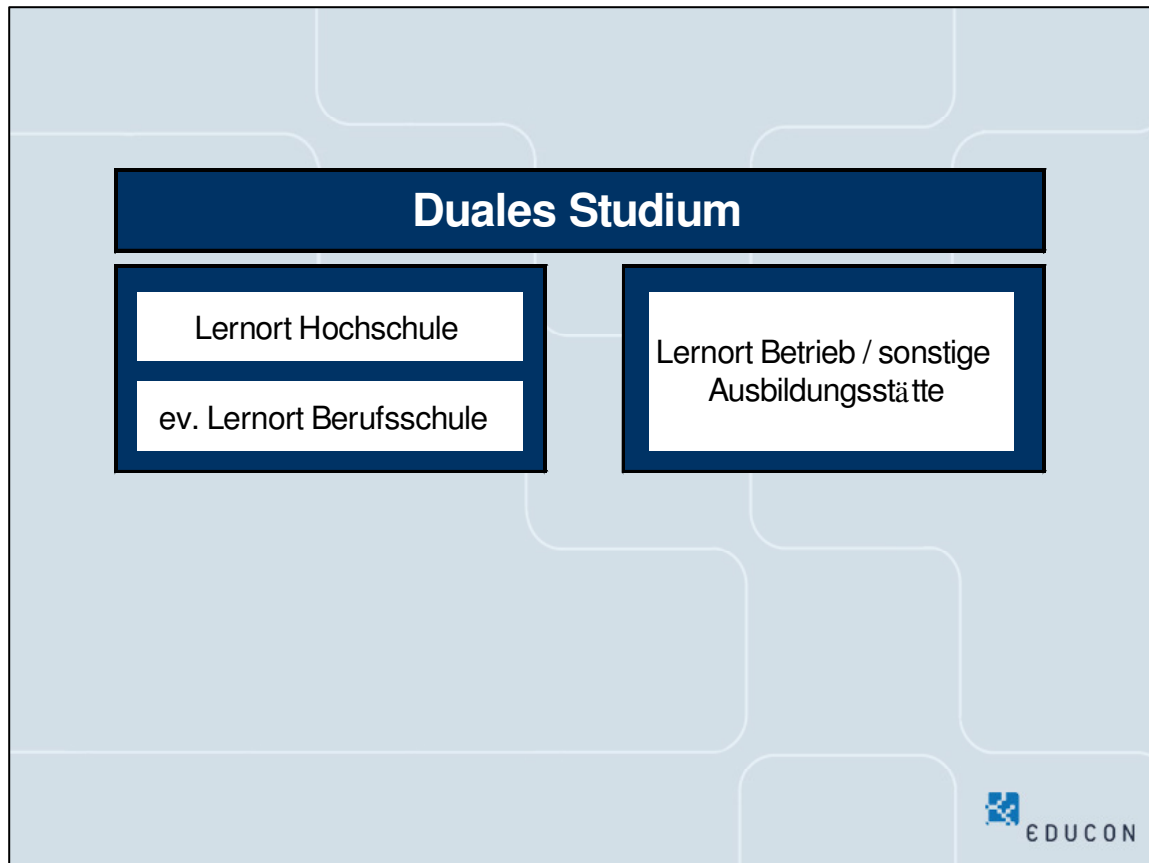 Duales Studium
Lernort Hochschule
ev. Lernort Berufsschule
Lernort Betrieb / sonstige
Ausbildungsstätte
EDUCON